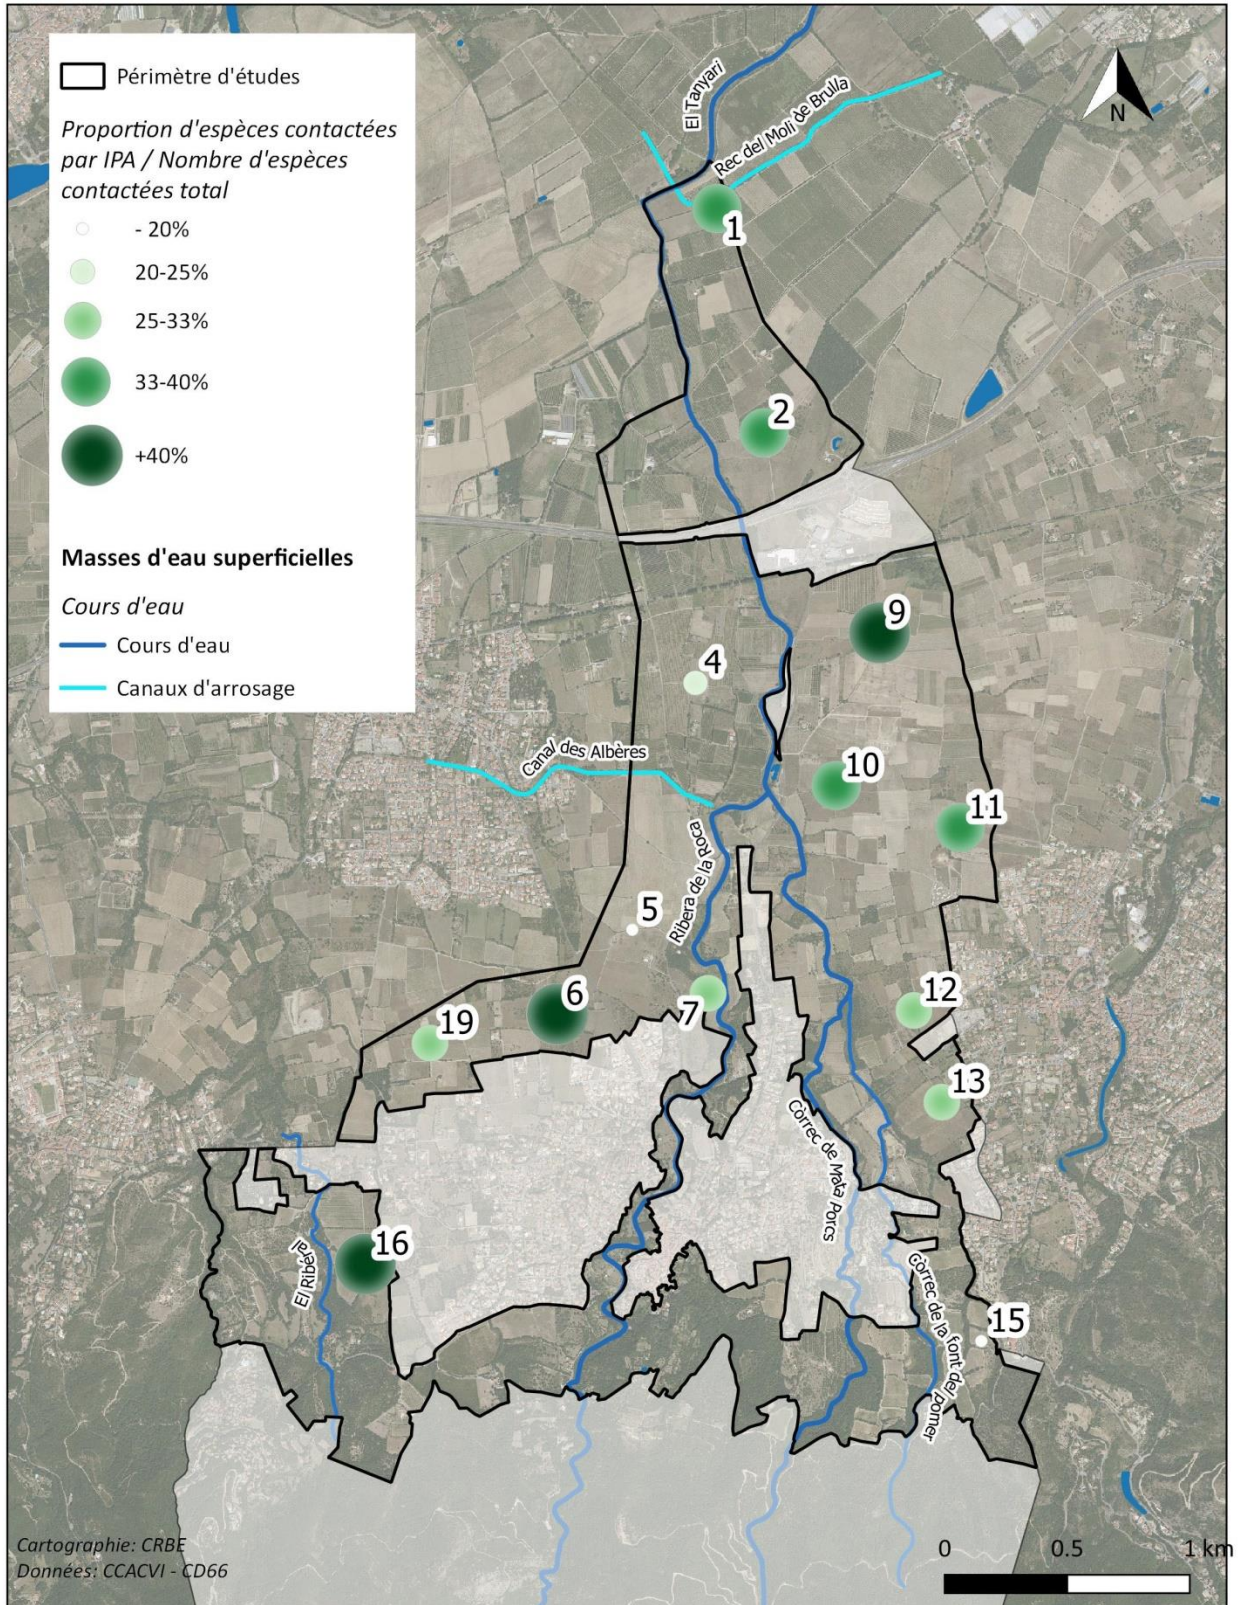 Périmètre d'études
Proportion d'espèces contactées
par IPA / Nombre d'espèces
contactées total
- 20%
20-25%
25-33%
33-40%
+40%
Masses d'eau superficielles
Cours d'eau
Cours d'eau
Canaux d'arrosage
El Tanyari
Rec del Moli de Brulla
N
1
2
9
4
Canal des Albères
10
11
Ribera de la Roca
5
6
7
12
19
13
Còrrec de Mata Porcs
16
El Ribéral
còrrec de la font del pomer
15
Cartographie: CRBE
Données: CCACVI - CD66
0 0.5 1 km